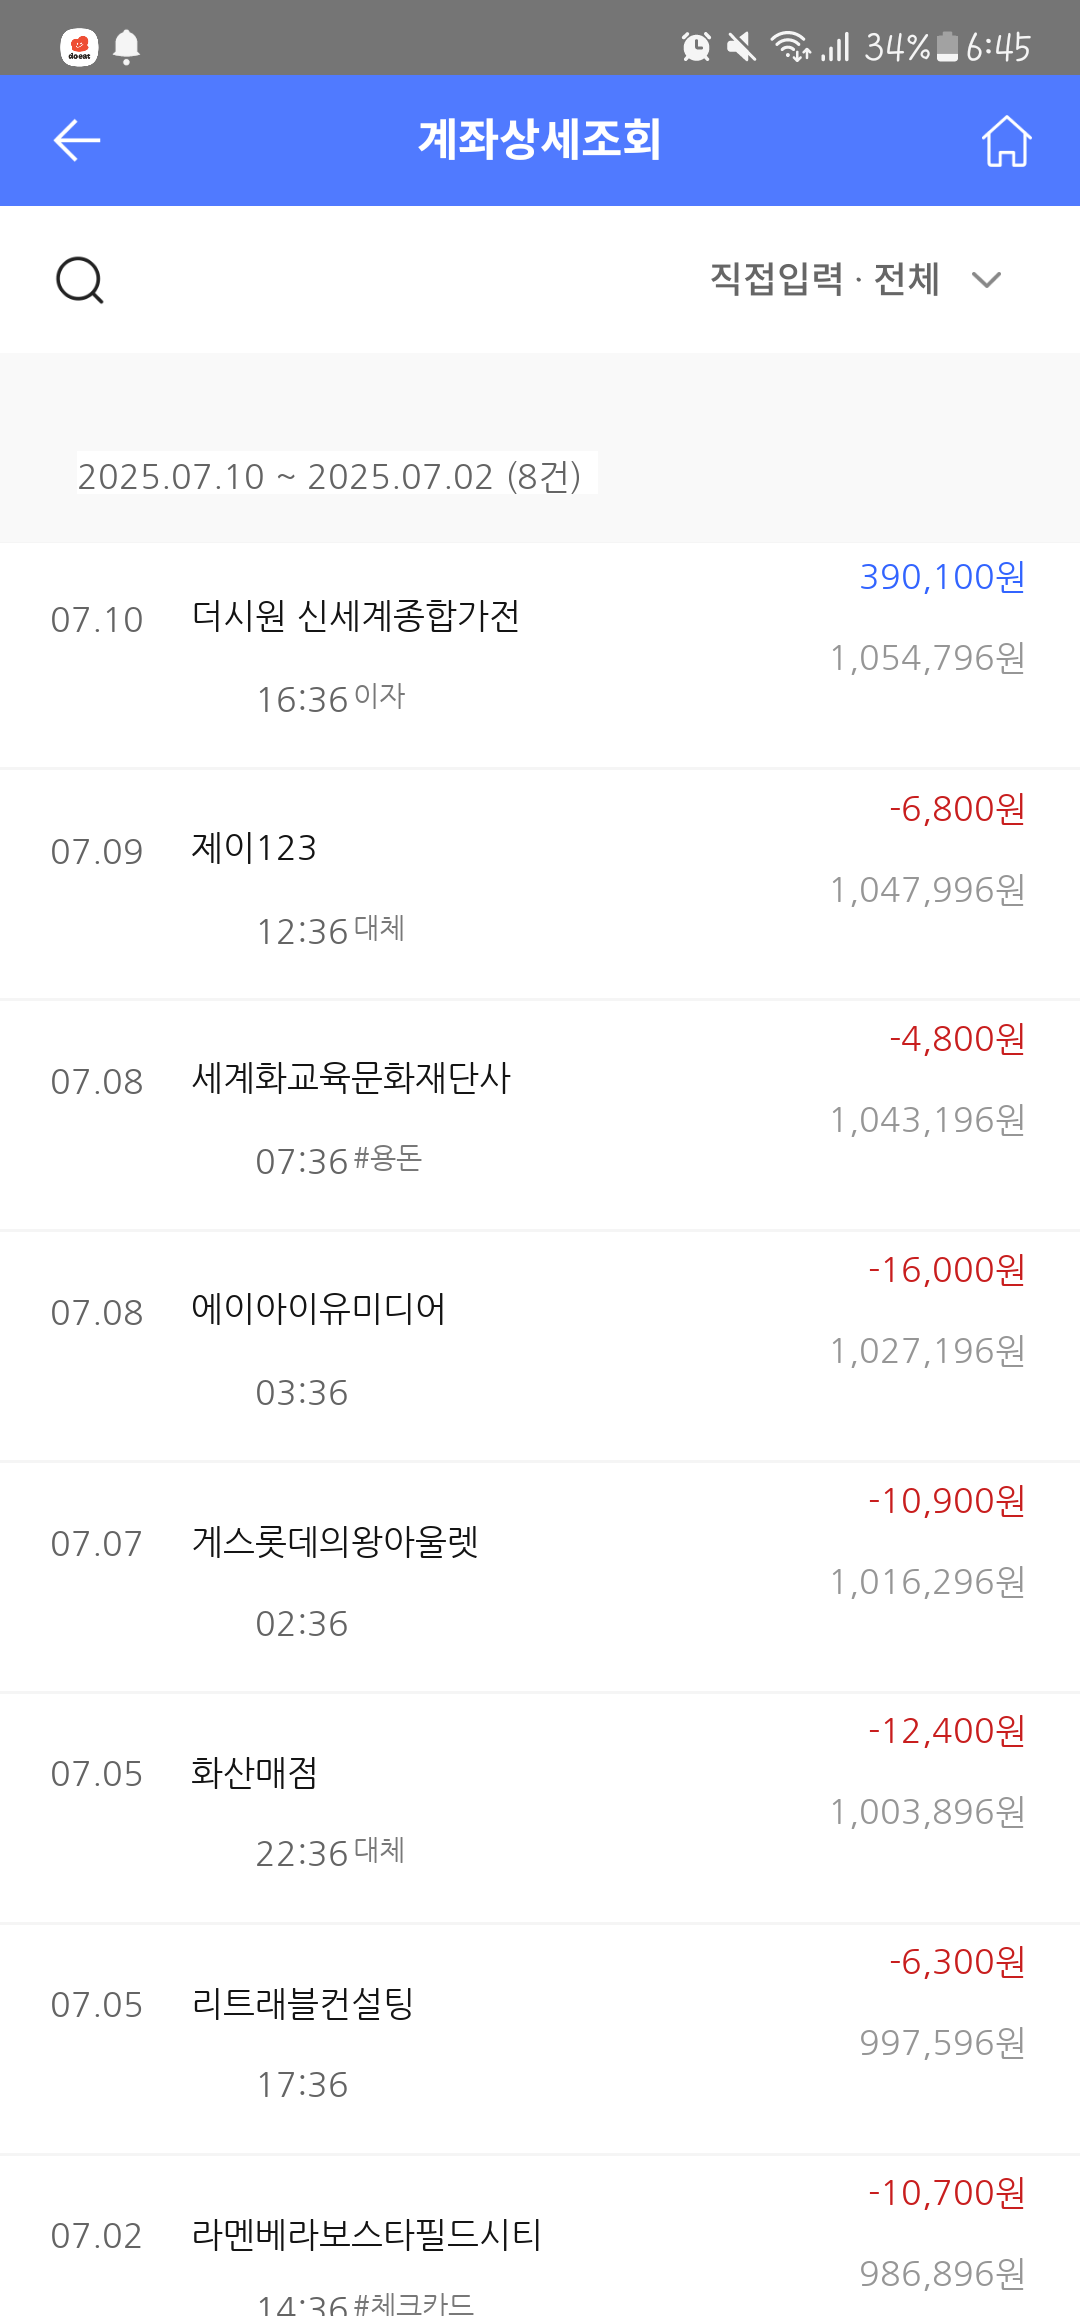 doeat 34% 6:45
계좌상세조회
직접입력 · 전체
2025.07.10 ~ 2025.07.02 (8건)
390,100원
07.10 더시원 신세계종합가전
1,054,796원
16:36 이자
-6,800원
07.09 제이123
1,047,996원
12:36 대체
-4,800원
07.08 세계화교육문화재단사
1,043,196원
07:36 #용돈
-16,000원
07.08 에이아이유미디어
1,027,196원
03:36
-10,900원
07.07 게스롯데의왕아울렛
1,016,296원
02:36
-12,400원
07.05 화산매점
1,003,896원
22:36 대체
-6,300원
07.05 리트래블컨설팅
997,596원
17:36
-10,700원
07.02 라멘베라보스타필드시티
986,896원
14:36 #체크카드